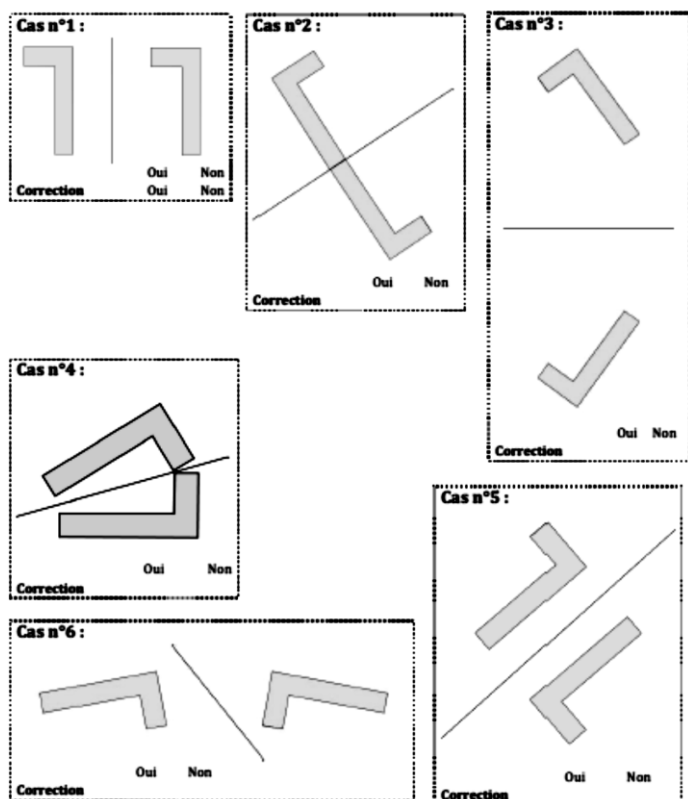 Cas n°1 :
Oui Non
Correction Oui Non
Cas n°2 :
Oui Non
Correction
Cas n°3 :
Oui Non
Correction
Cas n°4 :
Oui Non
Correction
Cas n°5 :
Oui Non
Correction
Cas n°6 :
Oui Non
Correction